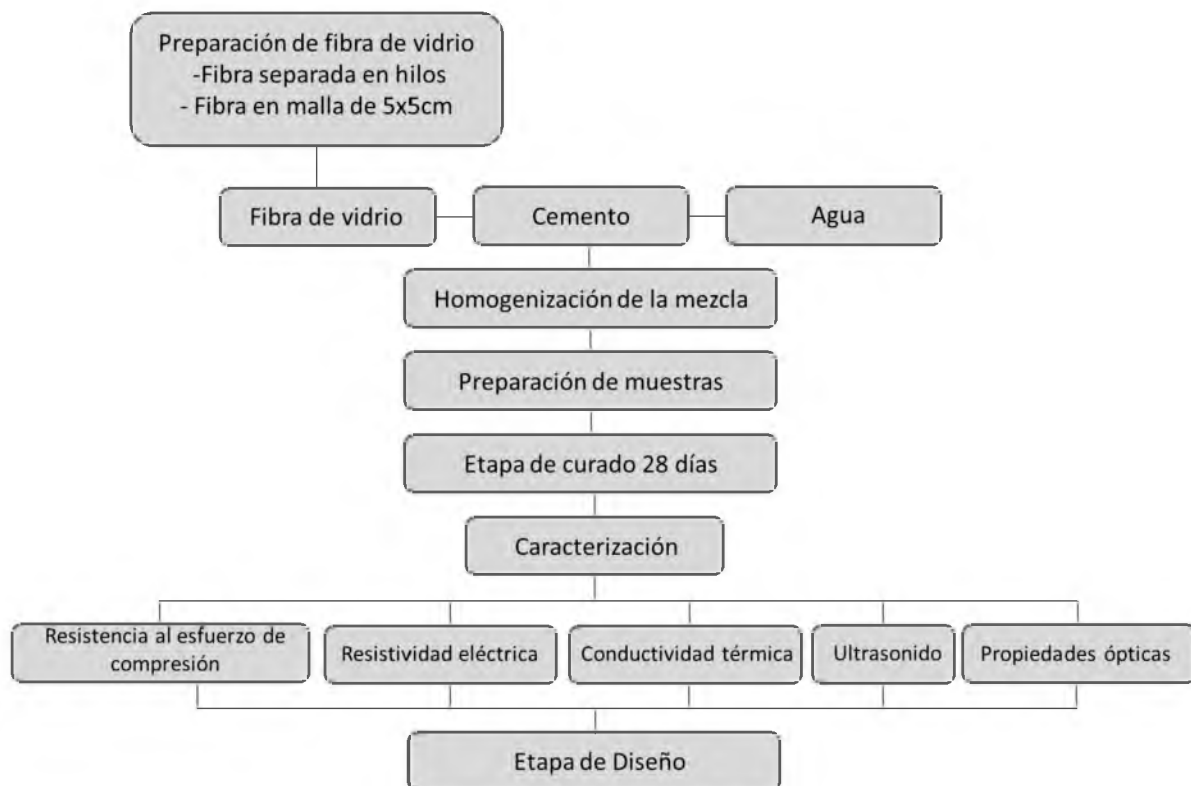 Preparación de fibra de vidrio
-Fibra separada en hilos
- Fibra en malla de 5x5cm
Fibra de vidrio
Cemento
Agua
Homogenización de la mezcla
Preparación de muestras
Etapa de curado 28 días
Caracterización
Resistencia al esfuerzo de
compresión
Resistividad eléctrica
Conductividad térmica
Ultrasonido
Propiedades ópticas
Etapa de Diseño